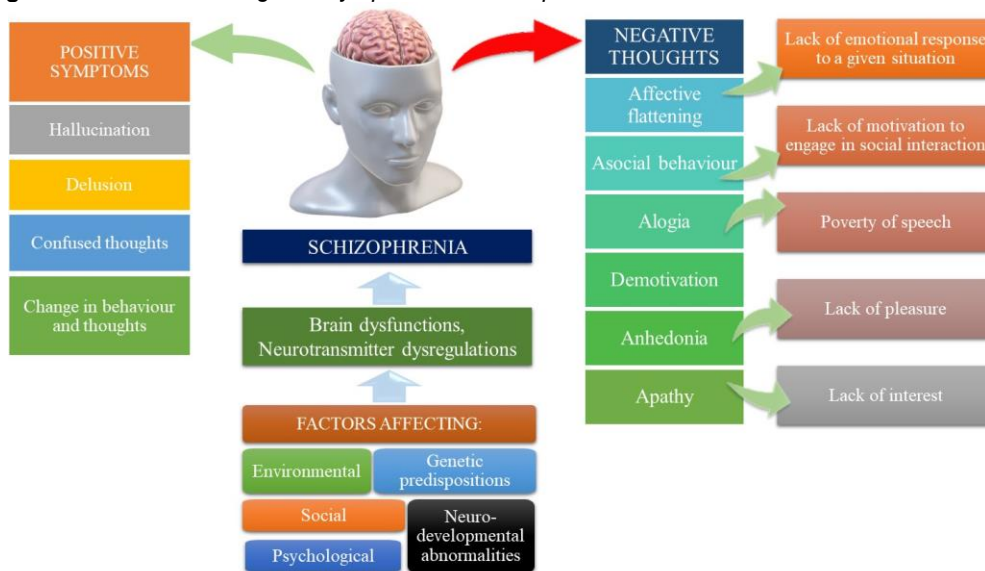 POSITIVE
SYMPTOMS
Hallucination
Delusion
Confused thoughts
Change in behaviour
and thoughts
SCHIZOPHRENIA
Brain dysfunctions,
Neurotransmitter dysregulations
FACTORS AFFECTING:
Environmental
Genetic
predispositions
Social
Psychological
Neuro-
developmental
abnormalities
NEGATIVE
THOUGHTS
Affective
flattening
Asocial behaviour
Alogia
Demotivation
Anhedonia
Apathy
Lack of emotional response
to a given situation
Lack of motivation to
engage in social interaction
Poverty of speech
Lack of pleasure
Lack of interest